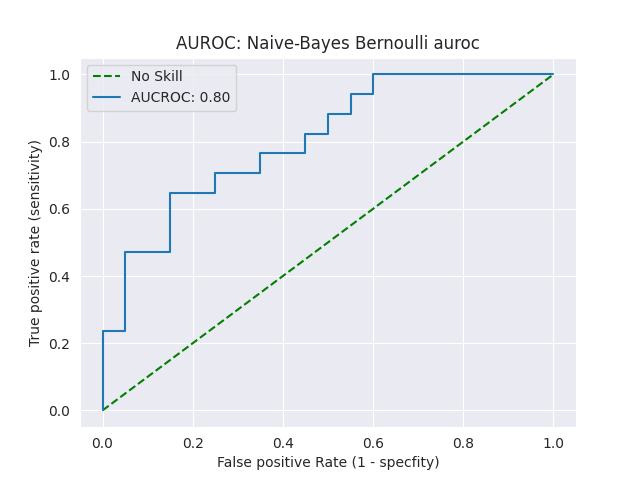 AUROC: Naive-Bayes Bernoulli auroc
No Skill
AUCROC: 0.80
True positive rate (sensitivity)
1.0
0.8
0.6
0.4
0.2
0.0
0.0 0.2 0.4 0.6 0.8 1.0
False positive Rate (1 - specfity)